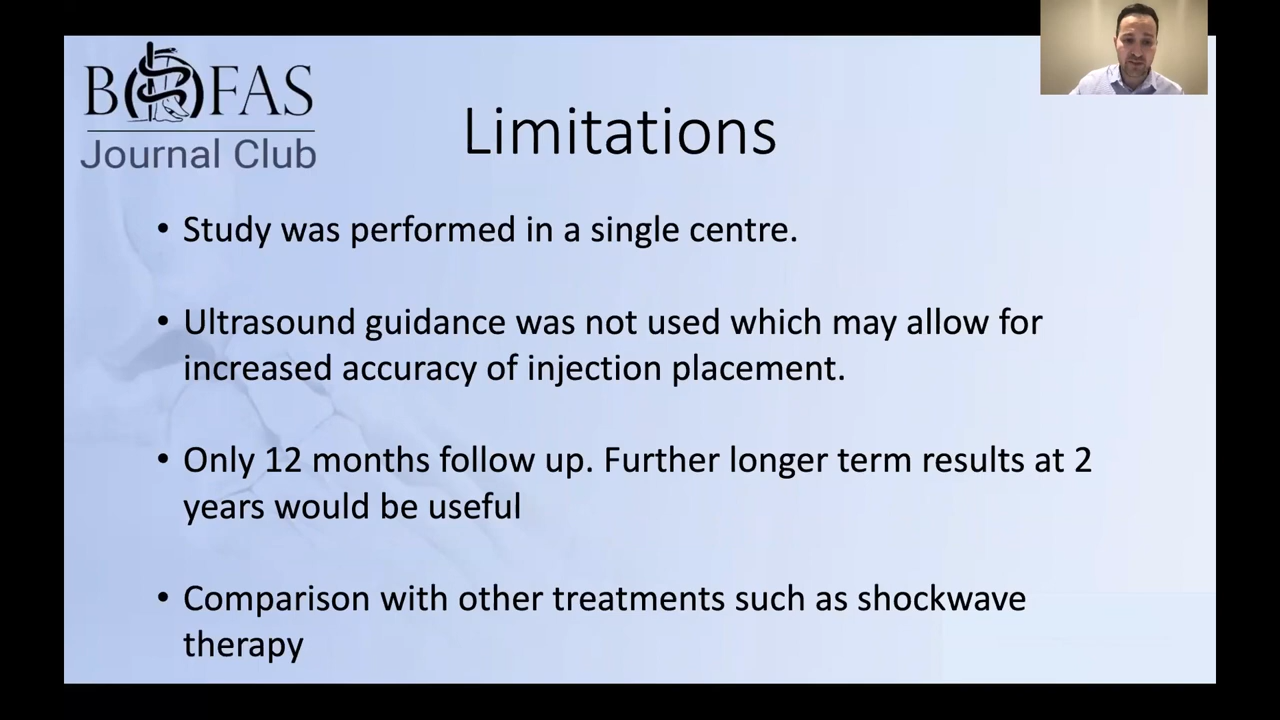 BOFAS
Journal Club
Limitations
• Study was performed in a single centre.
• Ultrasound guidance was not used which may allow for
increased accuracy of injection placement.
• Only 12 months follow up. Further longer term results at 2
years would be useful
• Comparison with other treatments such as shockwave
therapy